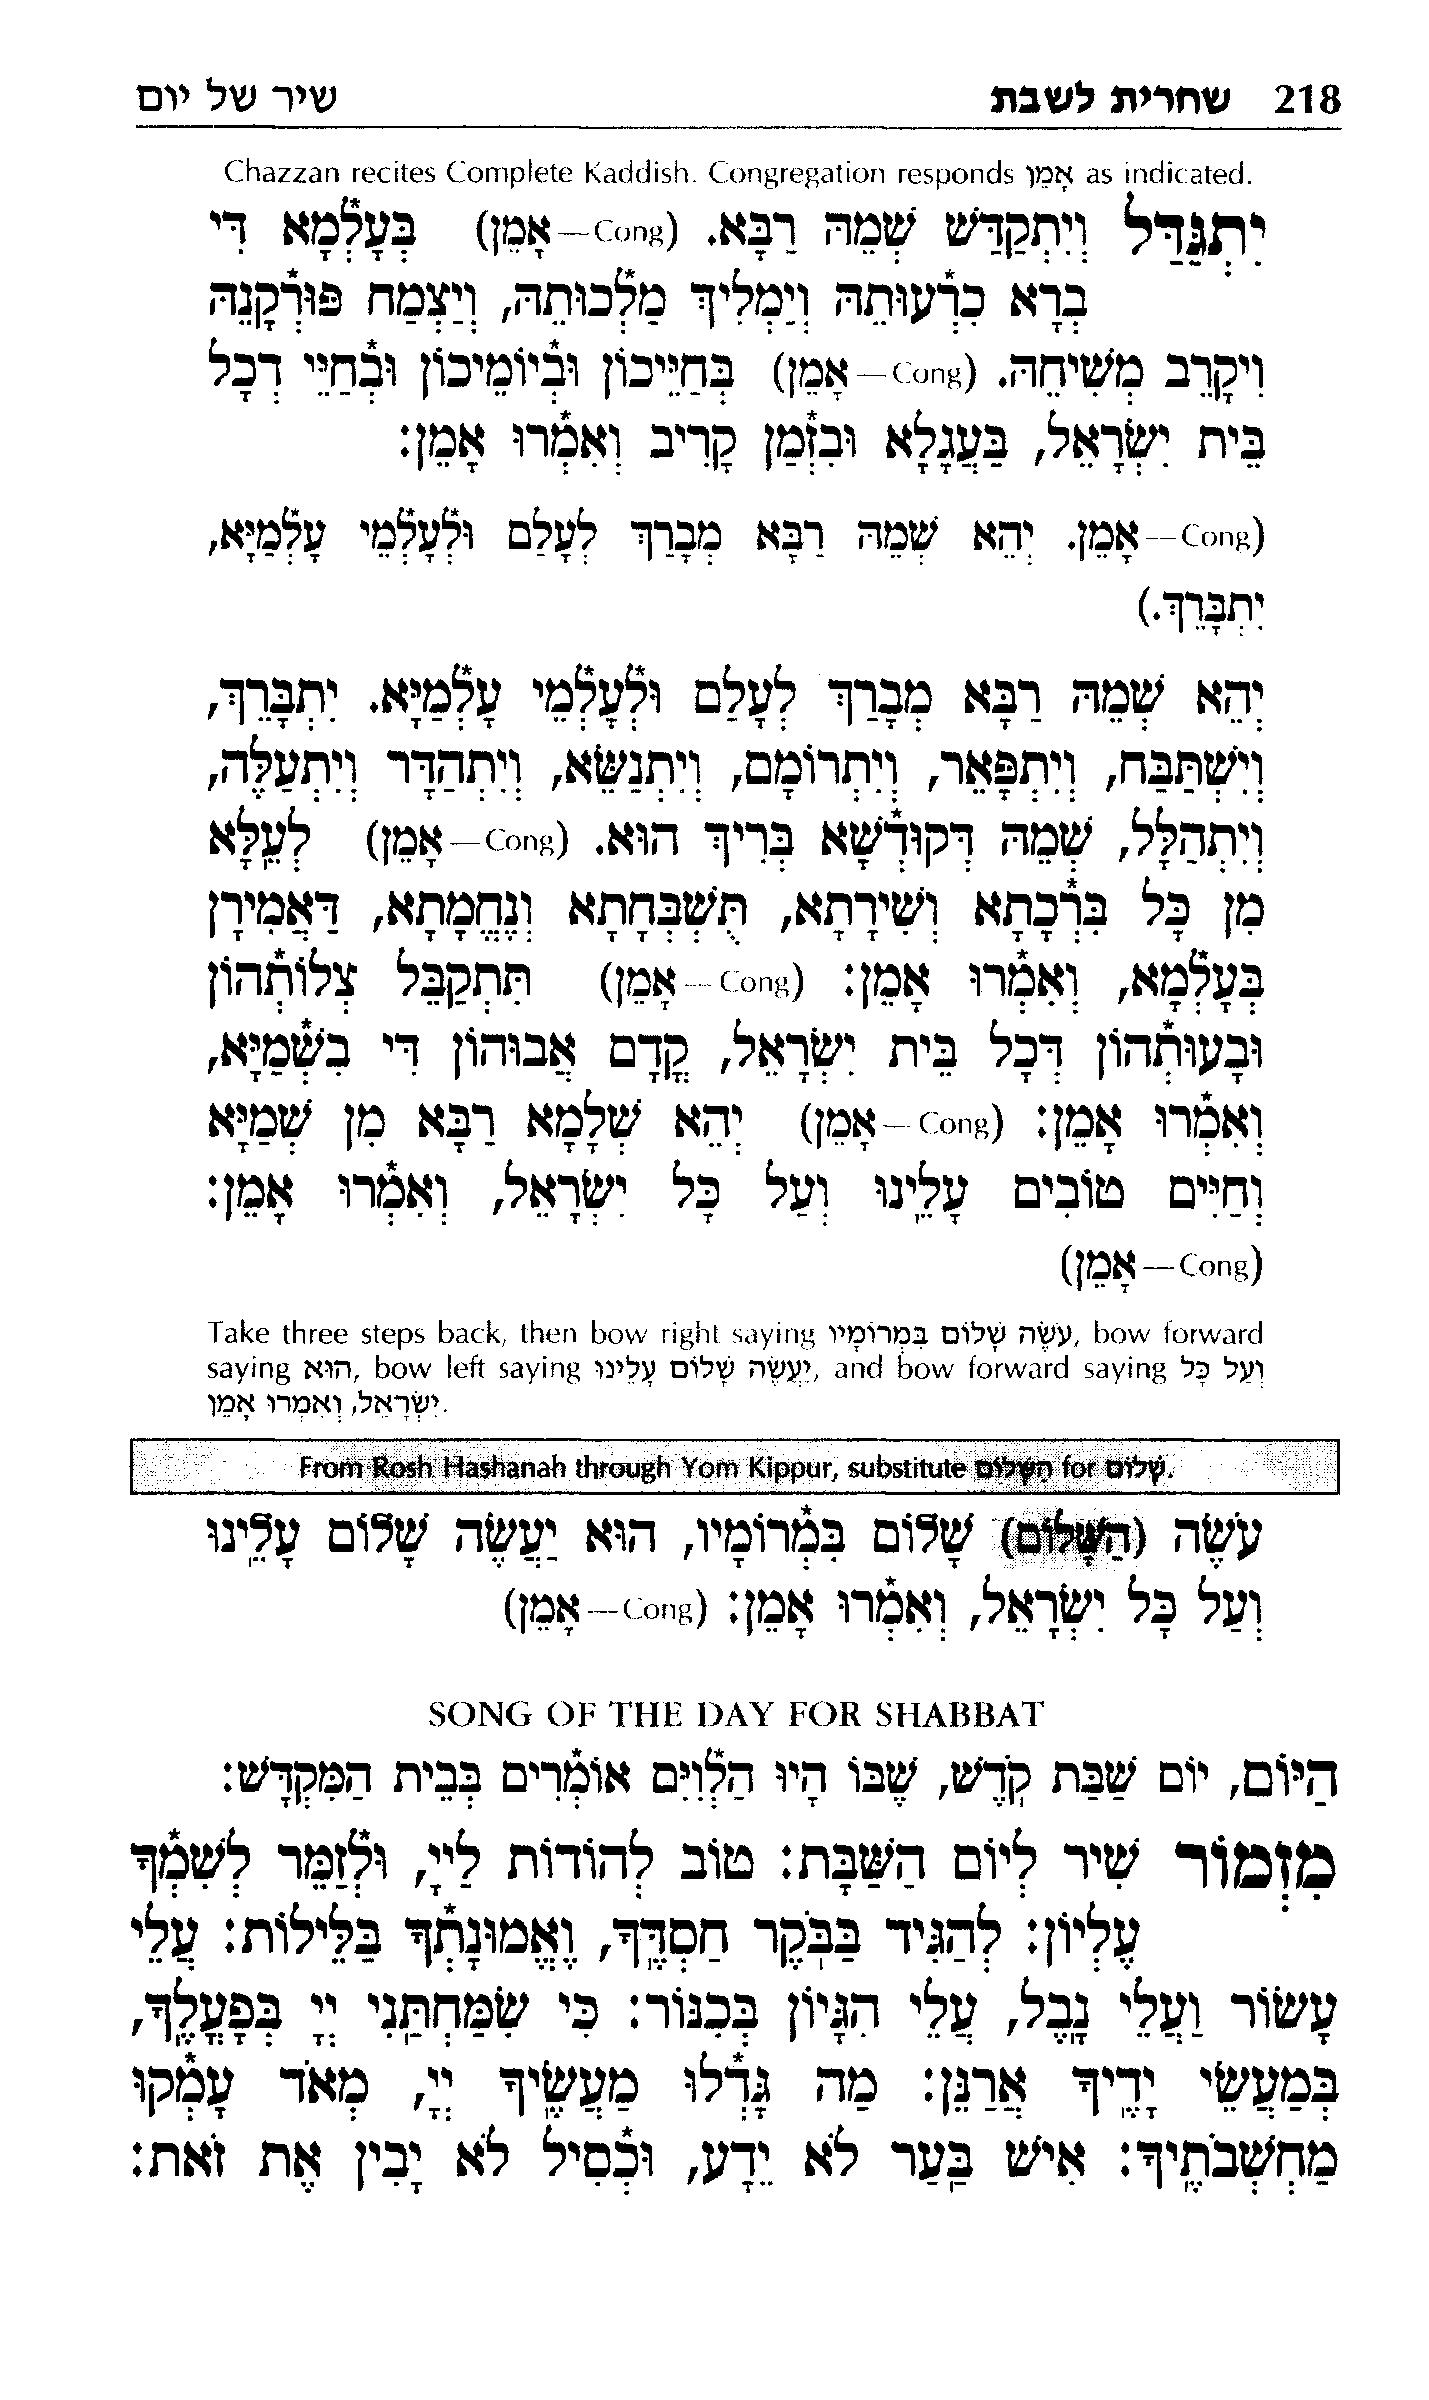 218 שחרית לשבת שיר של יום
Chazzan recites Complete Kaddish. Congregation responds אָמֵן as indicated.
יִתְגַּדַּל וְיִתְקַדַּשׁ שְׁמֵהּ רַבָּא. (Cong—אָמֵן) בְּעָלְֿמָא דִּי
בְרָא כִרְֿעוּתֵהּ וְיַמְלִיךְ מַלְֿכוּתֵהּ, וְיַצְמַח פּוּרְֿקָנֵהּ
וִיקָרֵב מְשִׁיחֵהּ. (Cong—אָמֵן) בְּחַיֵּיכוֹן וּבְֿיוֹמֵיכוֹן וּבְֿחַיֵּי דְכָל
בֵּית יִשְׂרָאֵל, בַּעֲגָלָא וּבִזְֿמַן קָרִיב וְאִמְֿרוּ אָמֵן:
(Cong—אָמֵן. יְהֵא שְׁמֵהּ רַבָּא מְבָרַךְ לְעָלַם וּלְֿעָלְֿמֵי עָלְֿמַיָּא,
יִתְבָּרֵךְ.)
יְהֵא שְׁמֵהּ רַבָּא מְבָרַךְ לְעָלַם וּלְֿעָלְֿמֵי עָלְֿמַיָּא. יִתְבָּרֵךְ,
וְיִשְׁתַּבַּח, וְיִתְפָּאֵר, וְיִתְרוֹמָם, וְיִתְנַשֵּׂא, וְיִתְהַדָּר וְיִתְעַלֶּה,
וְיִתְהַלָּל, שְׁמֵהּ דְּקוּדְֿשָׁא בְּרִיךְ הוּא. (Cong—אָמֵן) לְעֵֽלָּא
מִן כָּל בִּרְֿכָתָא וְשִׁירָתָא, תֻּשְׁבְּחָתָא וְנֶחֱמָתָא, דַּאֲמִירָן
בְּעָלְֿמָא, וְאִמְֿרוּ אָמֵן: (Cong—אָמֵן) תִּתְקַבֵּל צְלוֹתְֿהוֹן
וּבָעוּתְֿהוֹן דְּכָל בֵּית יִשְׂרָאֵל, קֳדָם אֲבוּהוֹן דִּי בִשְֿׁמַיָּא,
וְאִמְֿרוּ אָמֵן: (Cong—אָמֵן) יְהֵא שְׁלָמָא רַבָּא מִן שְׁמַיָּא
וְחַיִּים טוֹבִים עָלֵֽינוּ וְעַל כָּל יִשְׂרָאֵל, וְאִמְֿרוּ אָמֵן:
(Cong—אָמֵן)
Take three steps back, then bow right saying עֹשֶׂה שָׁלוֹם בִּמְרוֹמָיו, bow forward
saying הוּא, bow left saying יַעֲשֶׂה שָׁלוֹם עָלֵינוּ, and bow forward saying וְעַל כָּל
יִשְׂרָאֵל, וְאִמְרוּ אָמֵן.
From Rosh Hashanah through Yom Kippur, substitute הַשָּׁלוֹם for שָׁלוֹם.
עֹשֶׂה (הַשָּׁלוֹם) שָׁלוֹם בִּמְֿרוֹמָיו, הוּא יַעֲשֶׂה שָׁלוֹם עָלֵֽינוּ
וְעַל כָּל יִשְׂרָאֵל, וְאִמְֿרוּ אָמֵן: (Cong—אָמֵן)
SONG OF THE DAY FOR SHABBAT
הַיּוֹם, יוֹם שַׁבַּת קֹֽדֶשׁ, שֶׁבּוֹ הָיוּ הַלְֿוִיִּם אוֹמְֿרִים בְּבֵית הַמִּקְדָּשׁ:
מִזְמוֹר שִׁיר לְיוֹם הַשַּׁבָּת: טוֹב לְהוֹדוֹת לַייָ, וּלְֿזַמֵּר לְשִׁמְֿךָ
עֶלְיוֹן: לְהַגִּיד בַּבֹּֽקֶר חַסְדֶּֽךָ, וֶאֱמוּנָתְֿךָ בַּלֵּילוֹת: עֲלֵי
עָשׂוֹר וַעֲלֵי נָֽבֶל, עֲלֵי הִגָּיוֹן בְּכִנּוֹר: כִּי שִׂמַּחְתַּֽנִי יְיָ בְּפָעֳלֶֽךָ,
בְּמַעֲשֵׂי יָדֶֽיךָ אֲרַנֵּן: מַה גָּדְֿלוּ מַעֲשֶֽׂיךָ יְיָ, מְאֹד עָמְֿקוּ
מַחְשְׁבֹתֶֽיךָ: אִישׁ בַּֽעַר לֹא יֵדָע, וּכְֿסִיל לֹא יָבִין אֶת זֹאת: